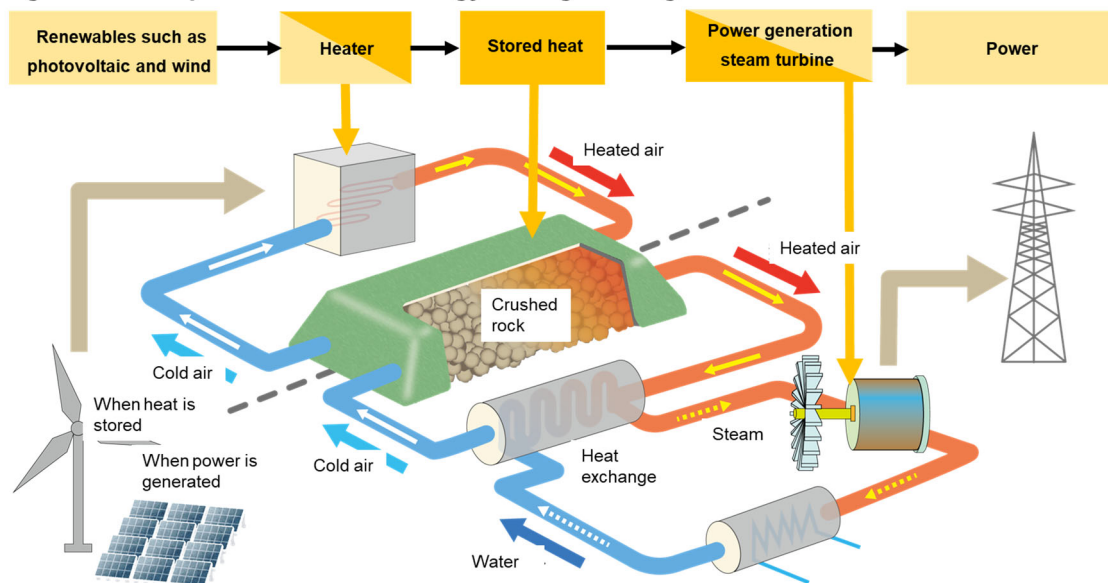 Renewables such as
photovoltaic and wind
Heater
Stored heat
Power generation
steam turbine
Power
Heated air
Heated air
Crushed
rock
Cold air
When heat is
stored
When power is
generated
Cold air
Heat
exchange
Steam
Water